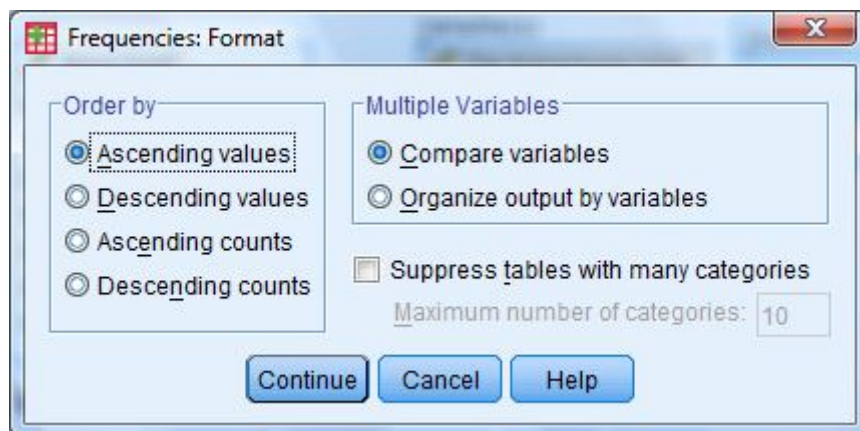 Frequencies: Format
Order by
Ascending values
Descending values
Ascending counts
Descending counts
Multiple Variables
Compare variables
Organize output by variables
Suppress tables with many categories
Maximum number of categories: 10
Continue Cancel Help